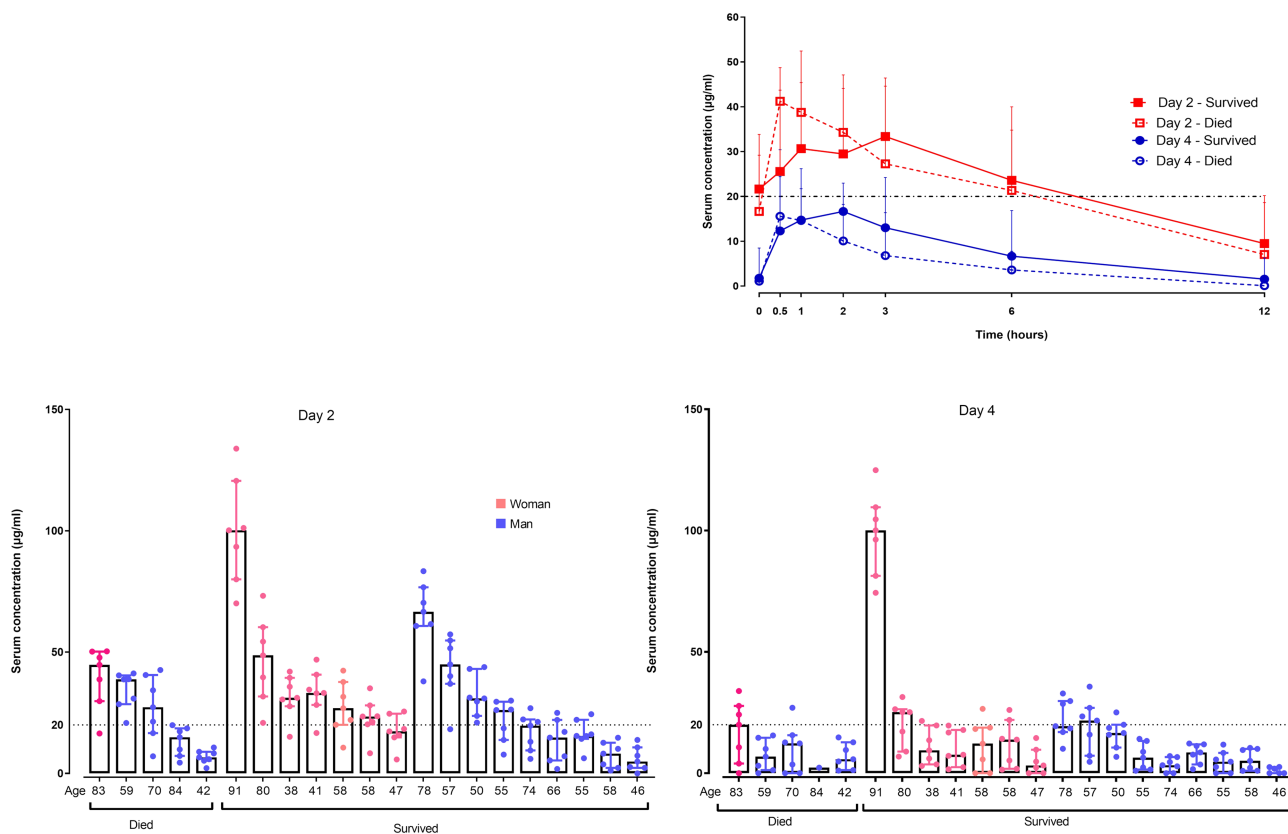 60
50
40
30
20
10
0
Serum concentration (µg/ml)
Day 2 - Survived
Day 2 - Died
Day 4 - Survived
Day 4 - Died
0 0.5 1 2 3 6 12
Time (hours)
Day 2
150
100
50
20
0
Serum concentration (µg/ml)
Woman
Man
Age 83 59 70 84 42 91 80 38 41 58 58 47 78 57 50 55 74 66 55 58 46
Died Survived
Day 4
150
100
50
20
0
Serum concentration (µg/ml)
Age 83 59 70 84 42 91 80 38 41 58 58 47 78 57 50 55 74 66 55 58 46
Died Survived